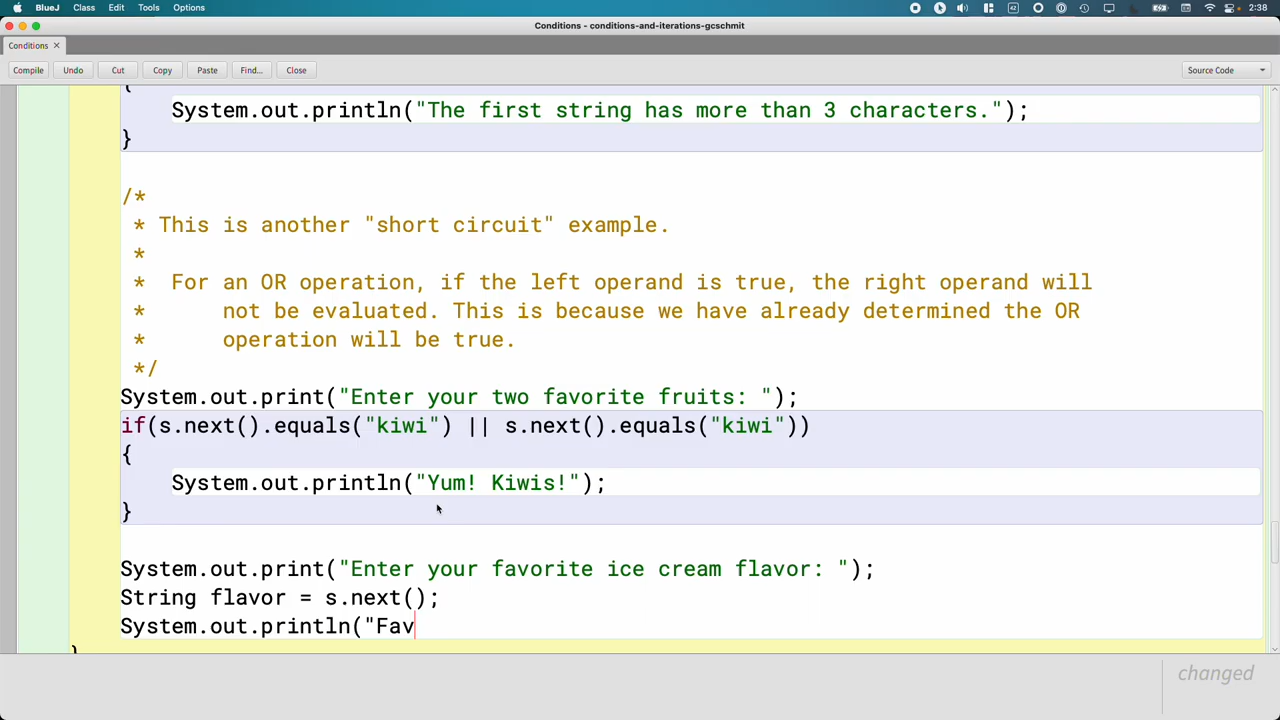 BlueJ Class Edit Tools Options 2:38
Conditions - conditions-and-iterations-gcschmit
Conditions ×
Compile Undo Cut Copy Paste Find... Close Source Code
{
System.out.println("The first string has more than 3 characters.");
}
/*
* This is another "short circuit" example.
*
* For an OR operation, if the left operand is true, the right operand will
* not be evaluated. This is because we have already determined the OR
* operation will be true.
*/
System.out.print("Enter your two favorite fruits: ");
if(s.next().equals("kiwi") || s.next().equals("kiwi"))
{
System.out.println("Yum! Kiwis!");
}
System.out.print("Enter your favorite ice cream flavor: ");
String flavor = s.next();
System.out.println("Fav
}
changed